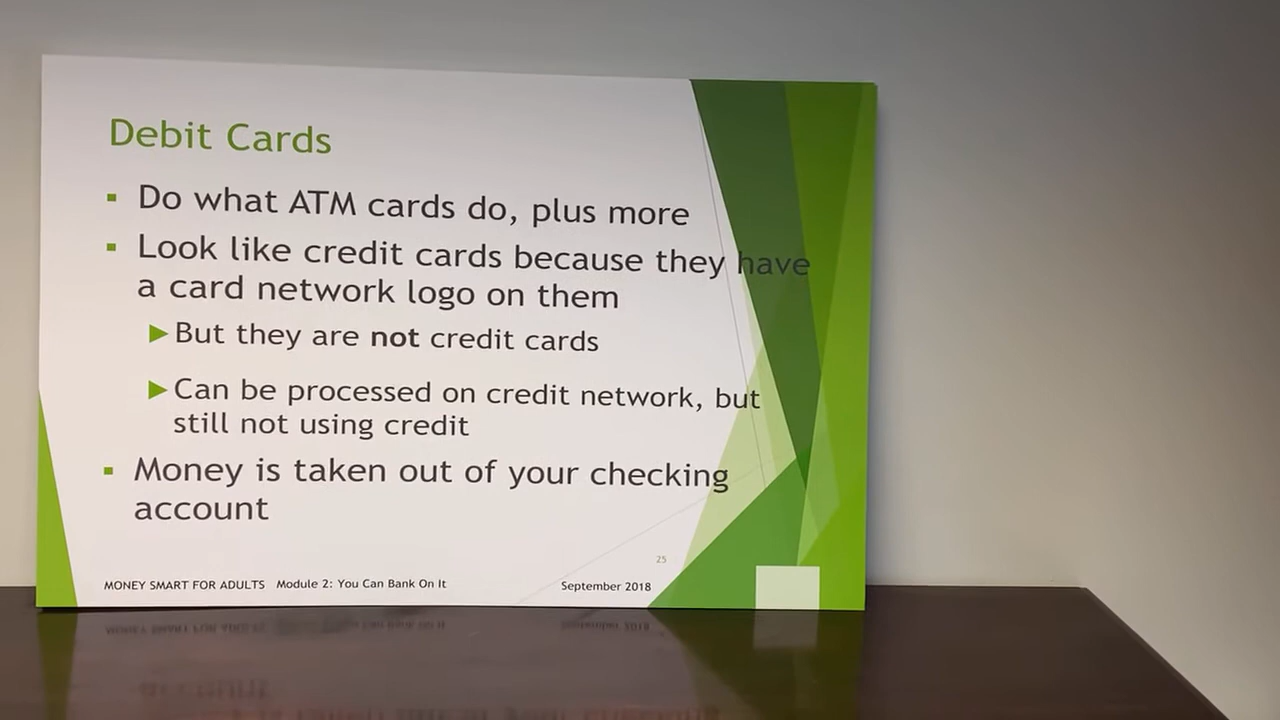 Debit Cards
Do what ATM cards do, plus more
Look like credit cards because they have
a card network logo on them
But they are not credit cards
Can be processed on credit network, but
still not using credit
Money is taken out of your checking
account
25
MONEY SMART FOR ADULTS Module 2: You Can Bank On It
September 2018